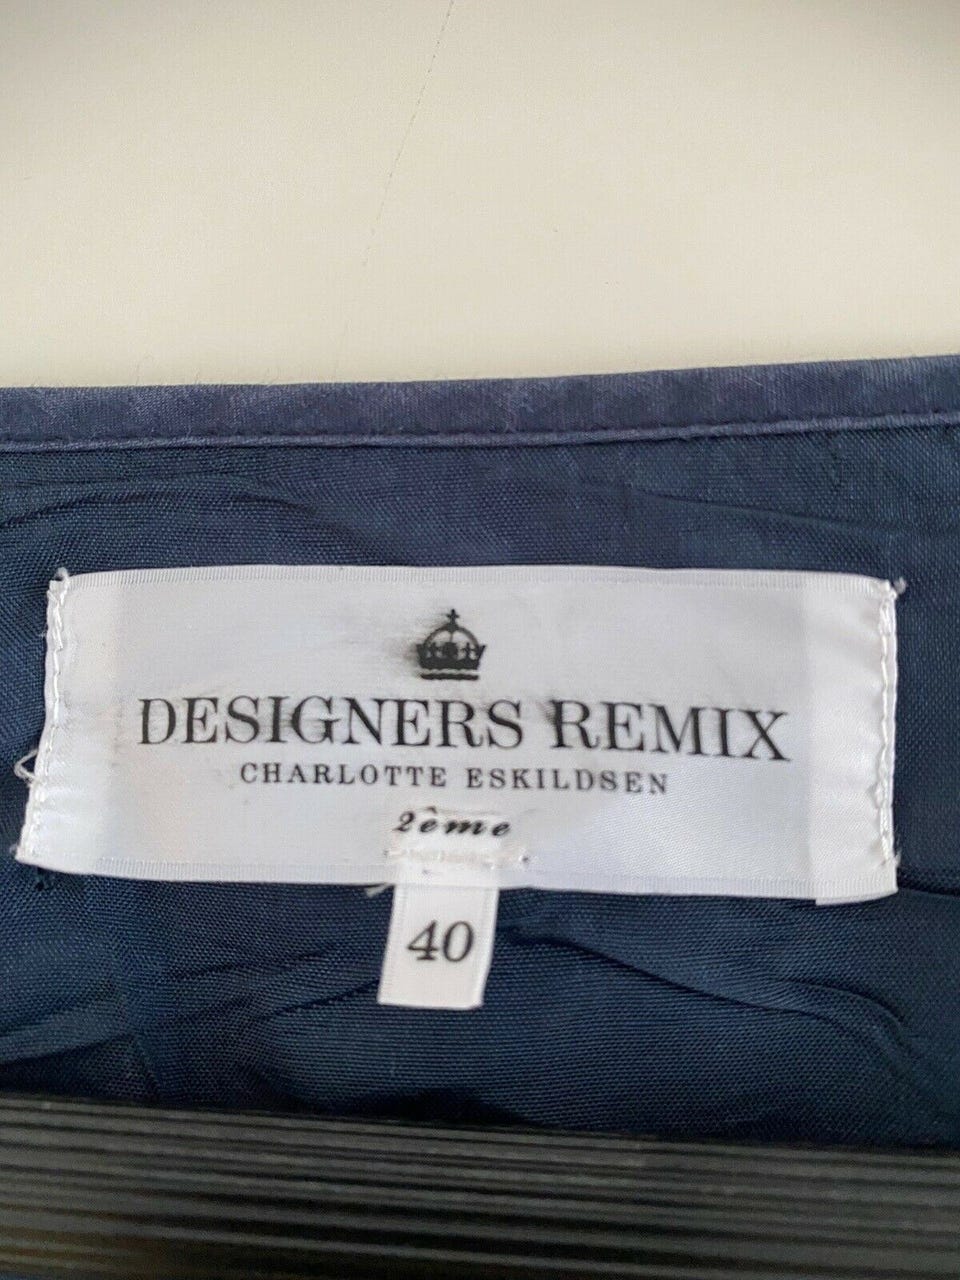 DESIGNERS REMIX
CHARLOTTE ESKILDSEN
2ème
40